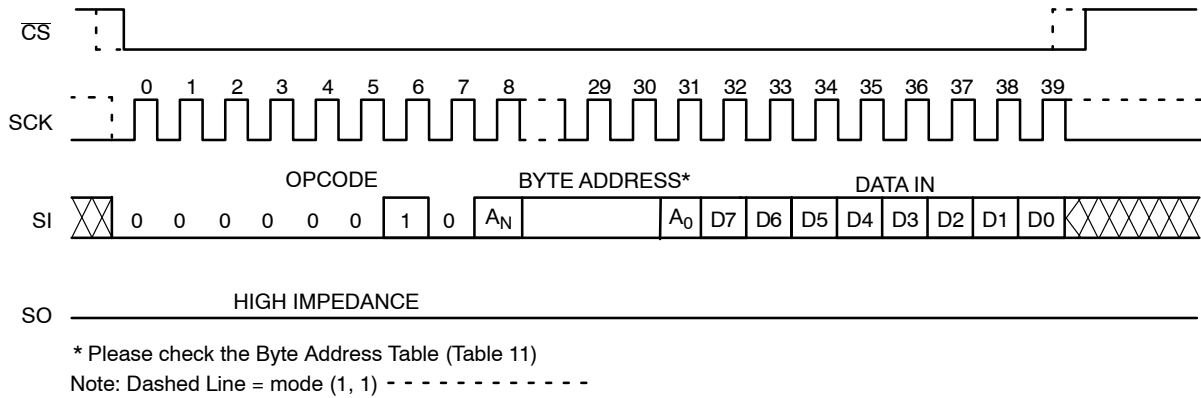 CS
0 1 2 3 4 5 6 7 8 29 30 31 32 33 34 35 36 37 38 39
SCK
OPCODE BYTE ADDRESS* DATA IN
SI 0 0 0 0 0 0 1 0 AN A0 D7 D6 D5 D4 D3 D2 D1 D0
HIGH IMPEDANCE
SO
* Please check the Byte Address Table (Table 11)
Note: Dashed Line = mode (1, 1)